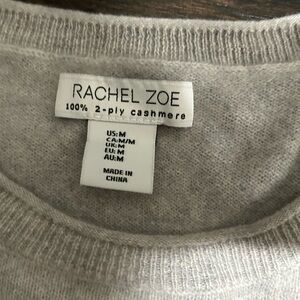 RACHEL ZOE
100% 2-ply cashmere
US:M
CA:M/M
UK:M
EU:M
AU:M
MADE IN
CHINA